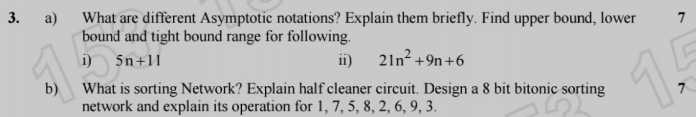 3. a) What are different Asymptotic notations? Explain them briefly. Find upper bound, lower 7
bound and tight bound range for following.
i) 5n+11 ii) 21n² +9n+6
b) What is sorting Network? Explain half cleaner circuit. Design a 8 bit bitonic sorting 7
network and explain its operation for 1, 7, 5, 8, 2, 6, 9, 3.